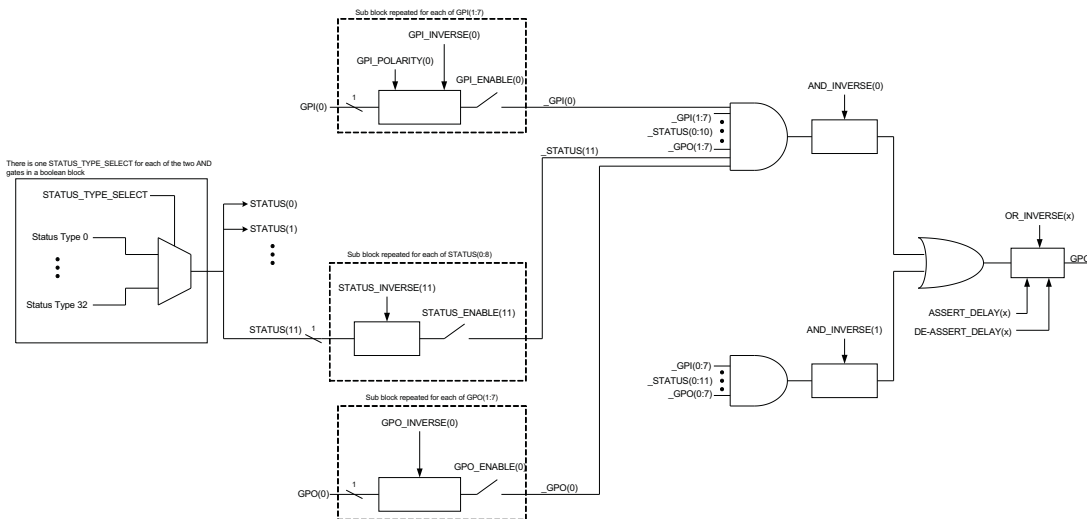 Sub block repeated for each of GPI(1:7)
GPI_INVERSE(0)
GPI_POLARITY(0)
GPI_ENABLE(0)
GPI(0)
1
_GPI(0)
_GPI(1:7)
_STATUS(0:10)
_GPO(1:7)
_STATUS(11)
AND_INVERSE(0)
There is one STATUS_TYPE_SELECT for each of the two AND
gates in a boolean block
STATUS_TYPE_SELECT
Status Type 0
Status Type 32
STATUS(0)
STATUS(1)
Sub block repeated for each of STATUS(0:8)
STATUS_INVERSE(11)
STATUS_ENABLE(11)
STATUS(11)
1
OR_INVERSE(x)
GPO
ASSERT_DELAY(x)
DE-ASSERT_DELAY(x)
AND_INVERSE(1)
_GPI(0:7)
_STATUS(0:11)
_GPO(0:7)
Sub block repeated for each of GPO(1:7)
GPO_INVERSE(0)
GPO_ENABLE(0)
GPO(0)
1
_GPO(0)